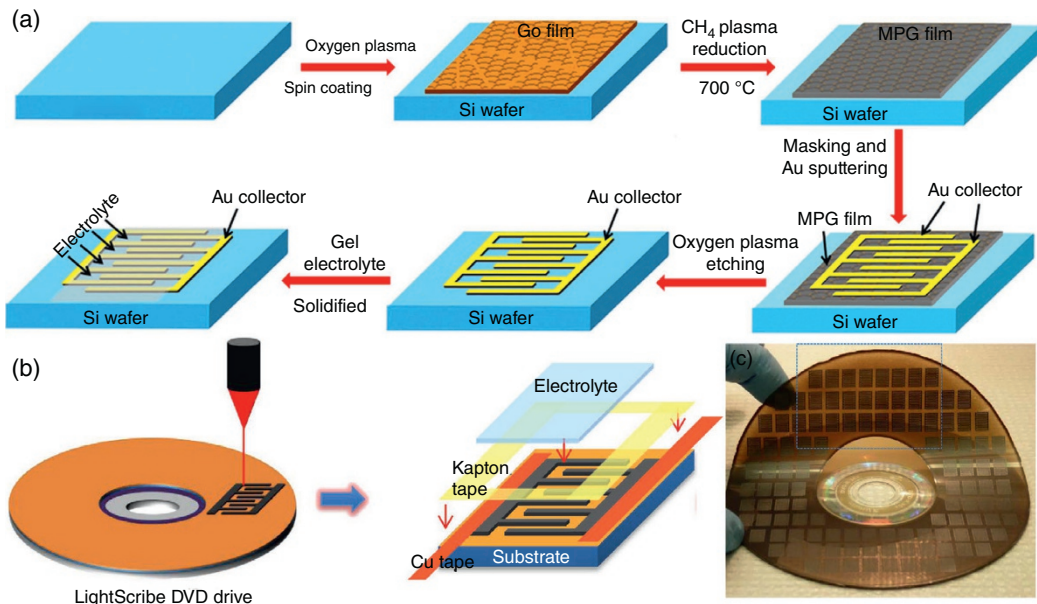 (a)
Oxygen plasma
Spin coating
Go film
Si wafer
CH₄ plasma
reduction
700 °C
MPG film
Si wafer
Masking and
Au sputtering
Electrolyte
Au collector
Si wafer
Gel
electrolyte
Solidified
Au collector
Si wafer
Oxygen plasma
etching
MPG film
Au collector
Si wafer
(b)
LightScribe DVD drive
Electrolyte
Kapton
tape
Cu tape
Substrate
(c)